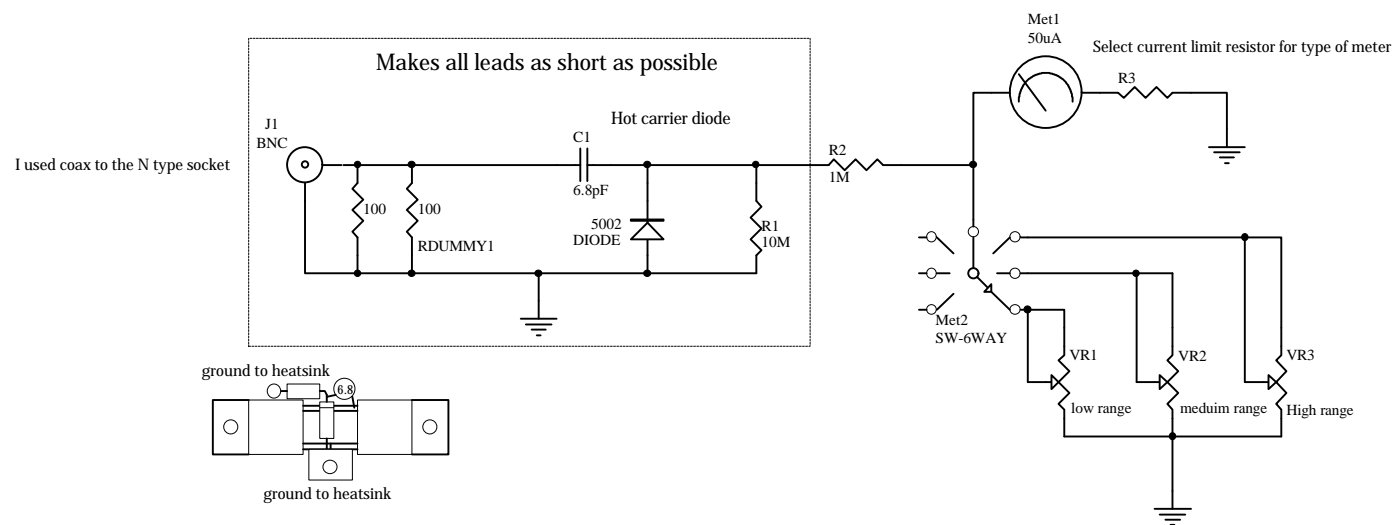 Met1
50uA
Select current limit resistor for type of meter
R3
Makes all leads as short as possible
Hot carrier diode
J1
BNC
C1
6.8pF
I used coax to the N type socket
R2
1M
100
100
RDUMMY1
5002
DIODE
R1
10M
Met2
SW-6WAY
VR1
low range
VR2
meduim range
VR3
High range
ground to heatsink
6.8
ground to heatsink